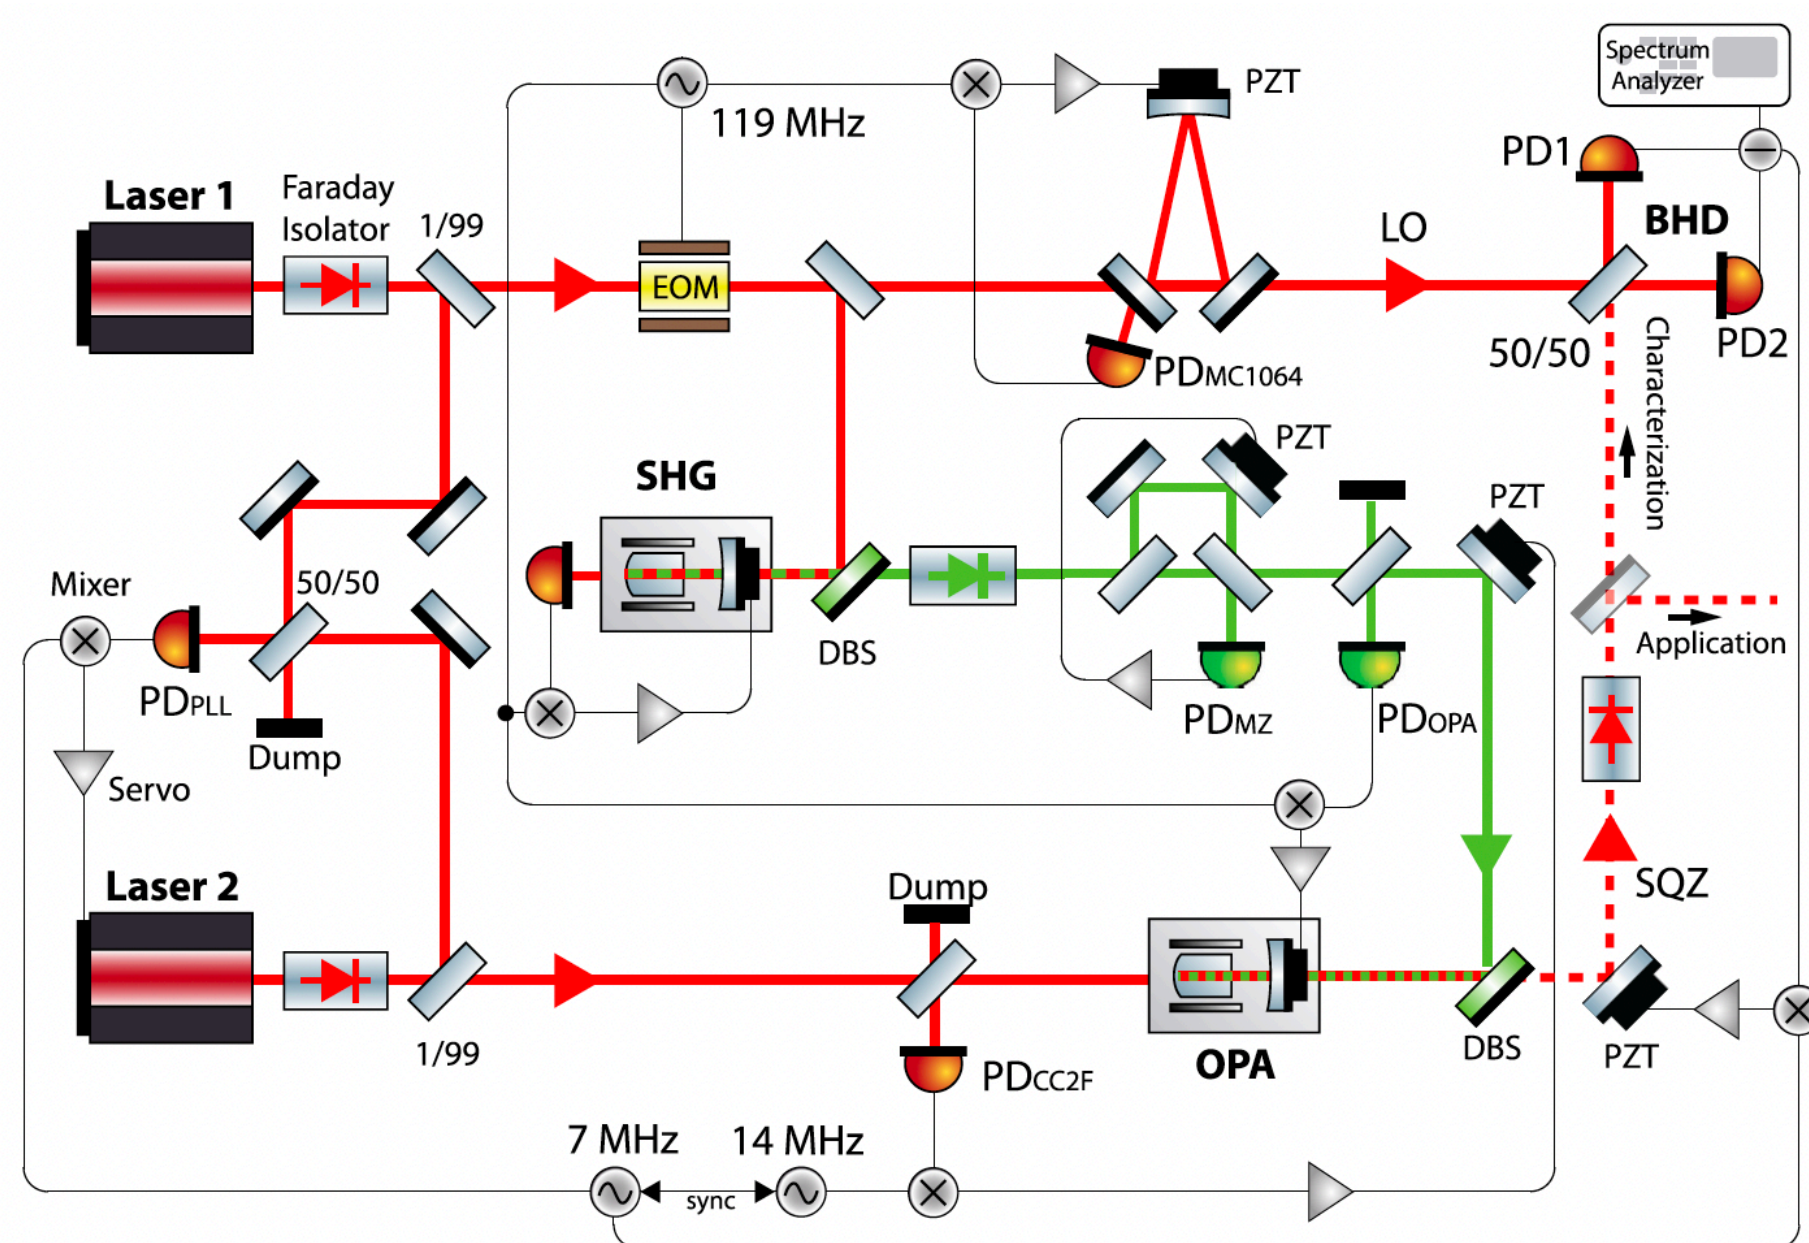 Spectrum
Analyzer
PZT
119 MHz
PD1
Laser 1
Faraday
Isolator
1/99
LO
BHD
EOM
50/50
PD2
PDMC1064
Characterization
PZT
SHG
PZT
Mixer
50/50
DBS
Application
PDPLL
PDMZ
PDOPA
Dump
Servo
Laser 2
Dump
SQZ
1/99
PDCC2F
OPA
DBS
PZT
7 MHz
14 MHz
sync